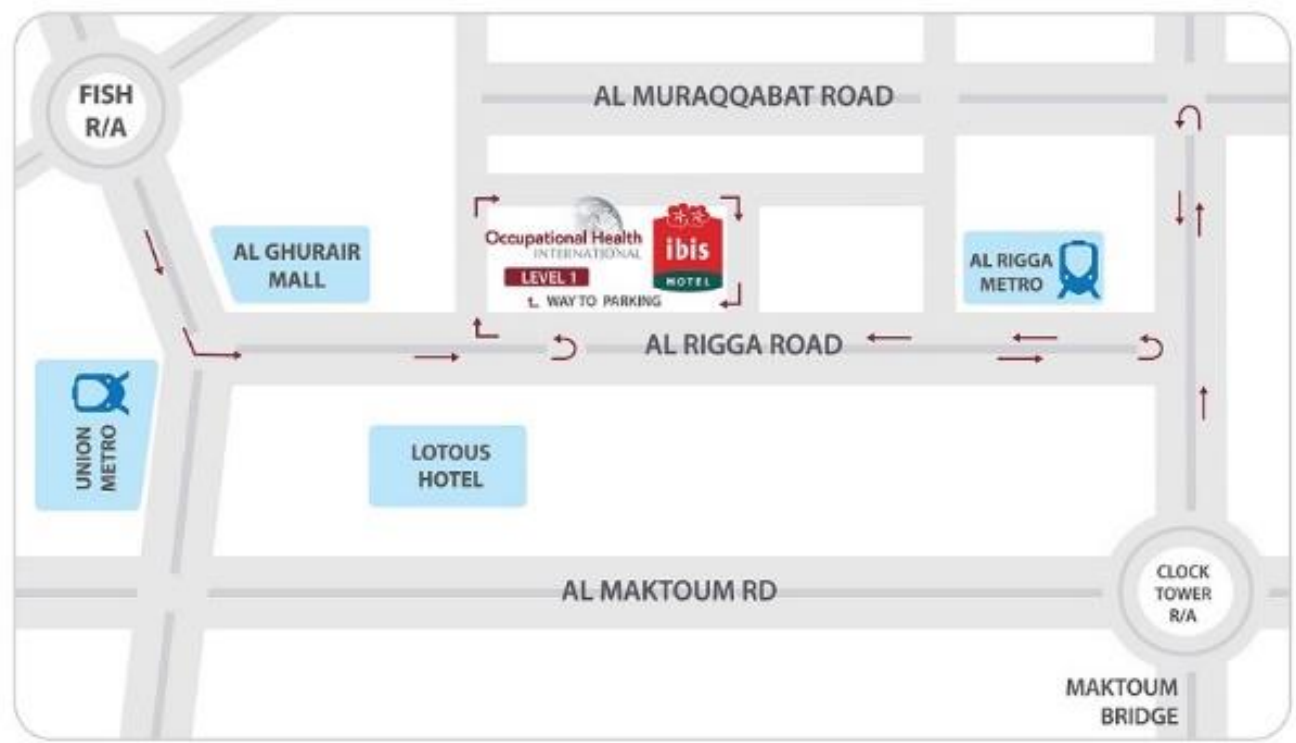 FISH
R/A
AL MURAQQABAT ROAD
AL GHURAIR
MALL
Occupational Health
INTERNATIONAL
LEVEL 1
WAY TO PARKING
ibis
HOTEL
AL RIGGA
METRO
AL RIGGA ROAD
UNION
METRO
LOTOUS
HOTEL
AL MAKTOUM RD
CLOCK
TOWER
R/A
MAKTOUM
BRIDGE